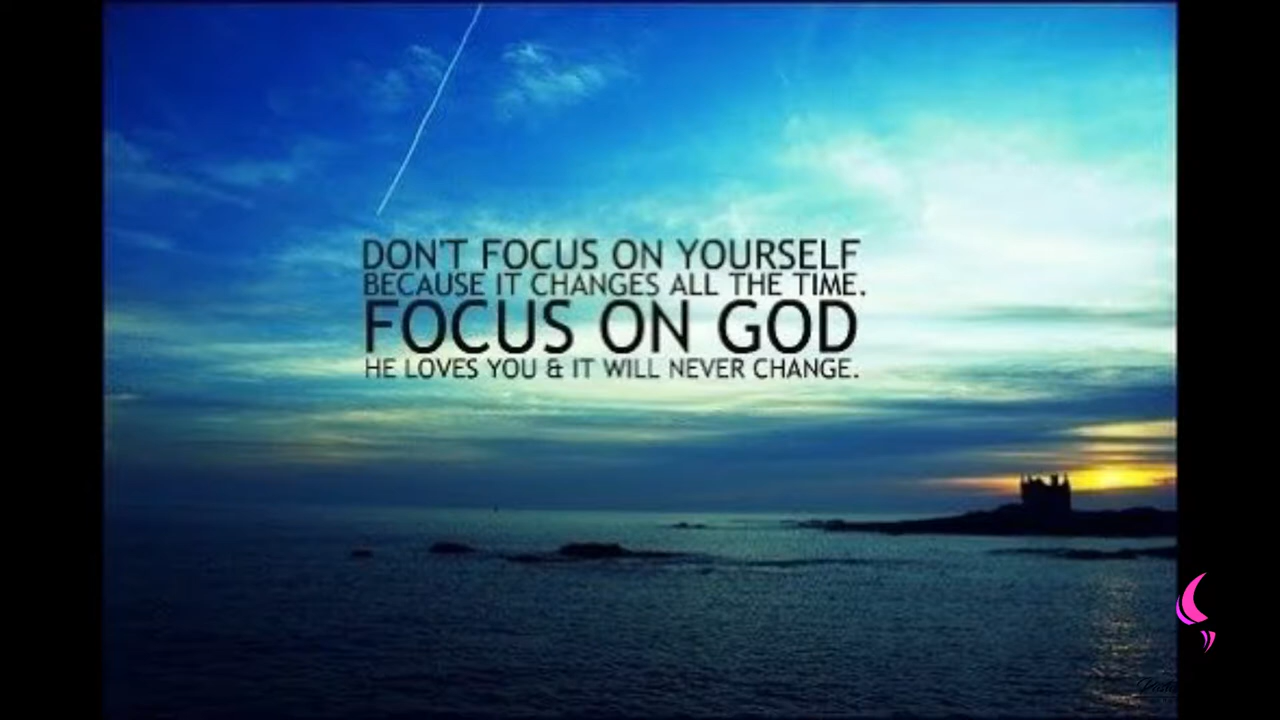 DON'T FOCUS ON YOURSELF
BECAUSE IT CHANGES ALL THE TIME.
FOCUS ON GOD
HE LOVES YOU & IT WILL NEVER CHANGE.